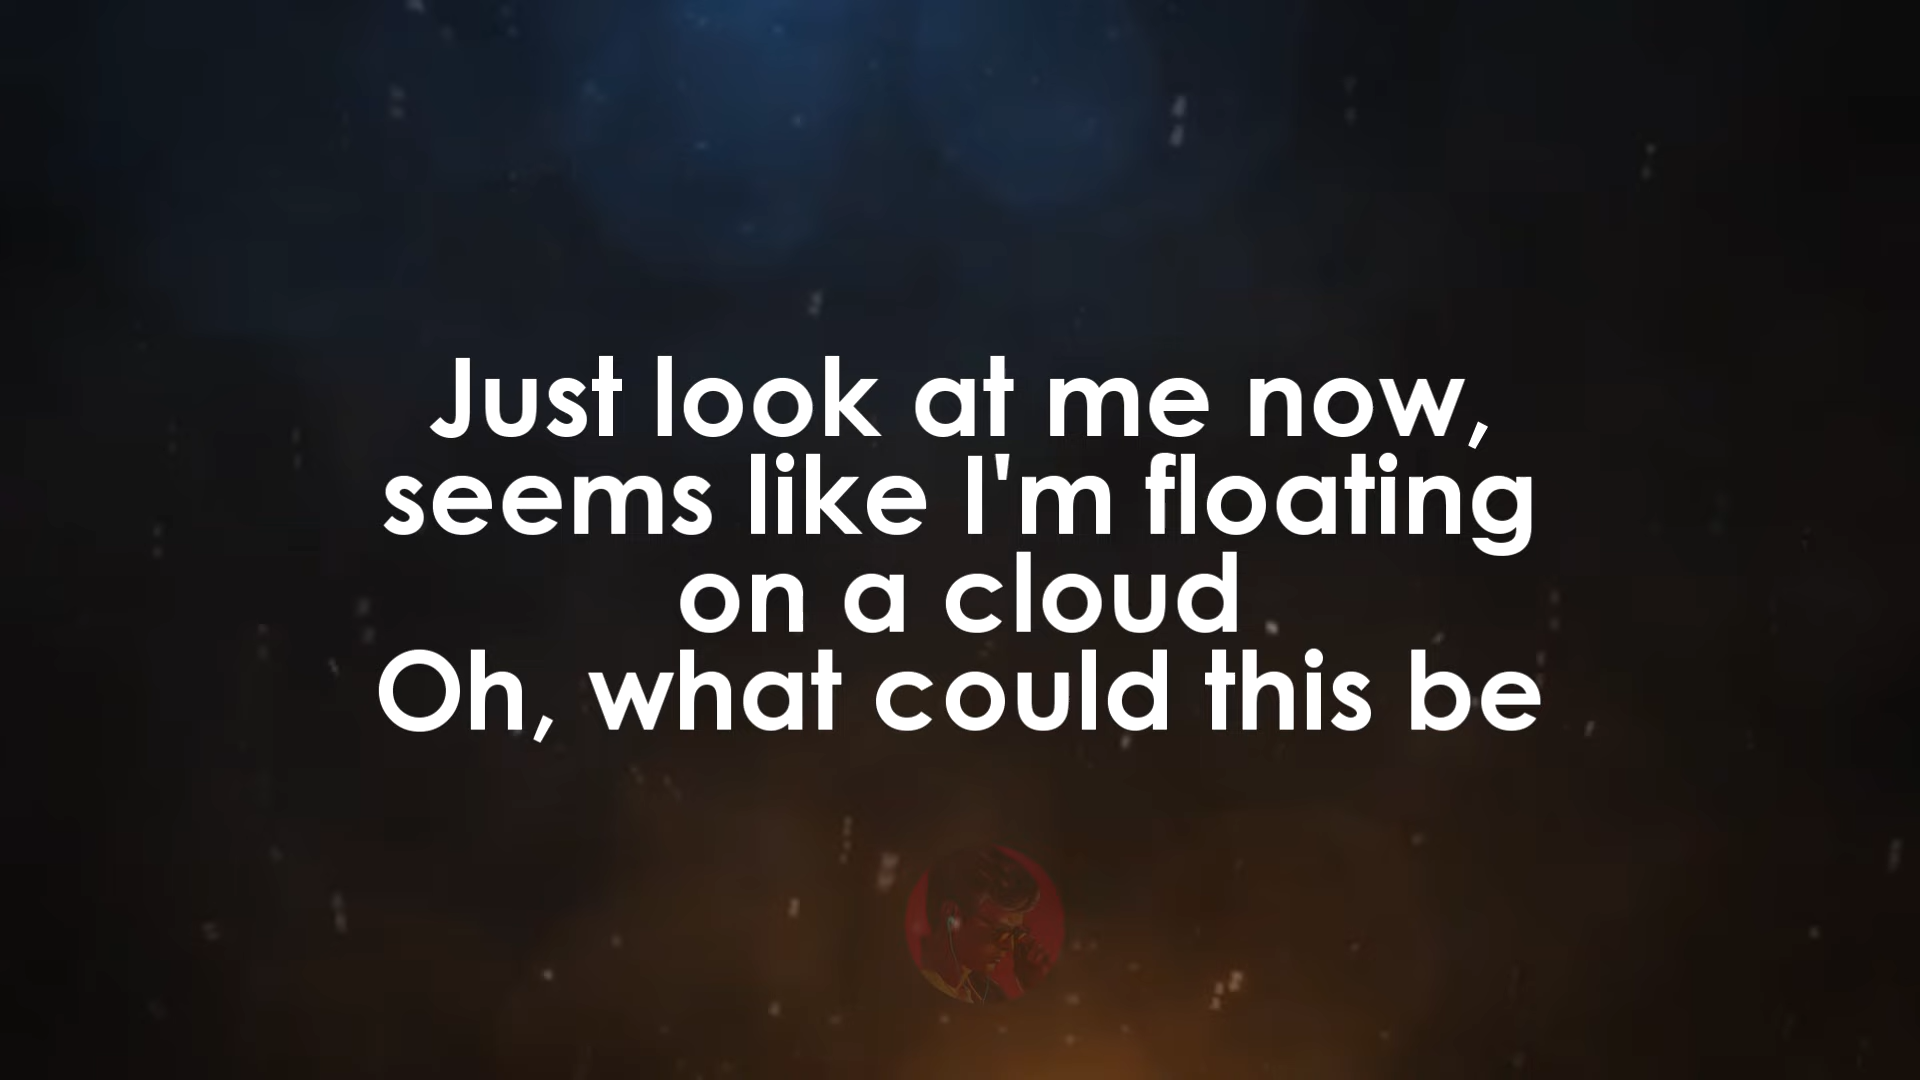 Just look at me now,
seems like I'm floating
on a cloud
Oh, what could this be